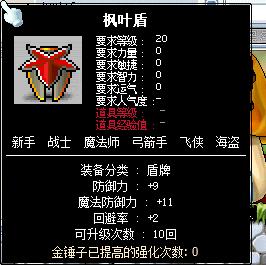 枫叶盾
要求等级 : 20
要求力量 : 0
要求敏捷 : 0
要求智力 : 0
要求运气 : 0
要求人气度 : -
道具等级 : -
道具经验值 : -
新手 战士 魔法师 弓箭手 飞侠 海盗
装备分类 : 盾牌
防御力 : +9
魔法防御力 : +11
回避率 : +2
可升级次数 : 10回
金锤子已提高的强化次数: 0